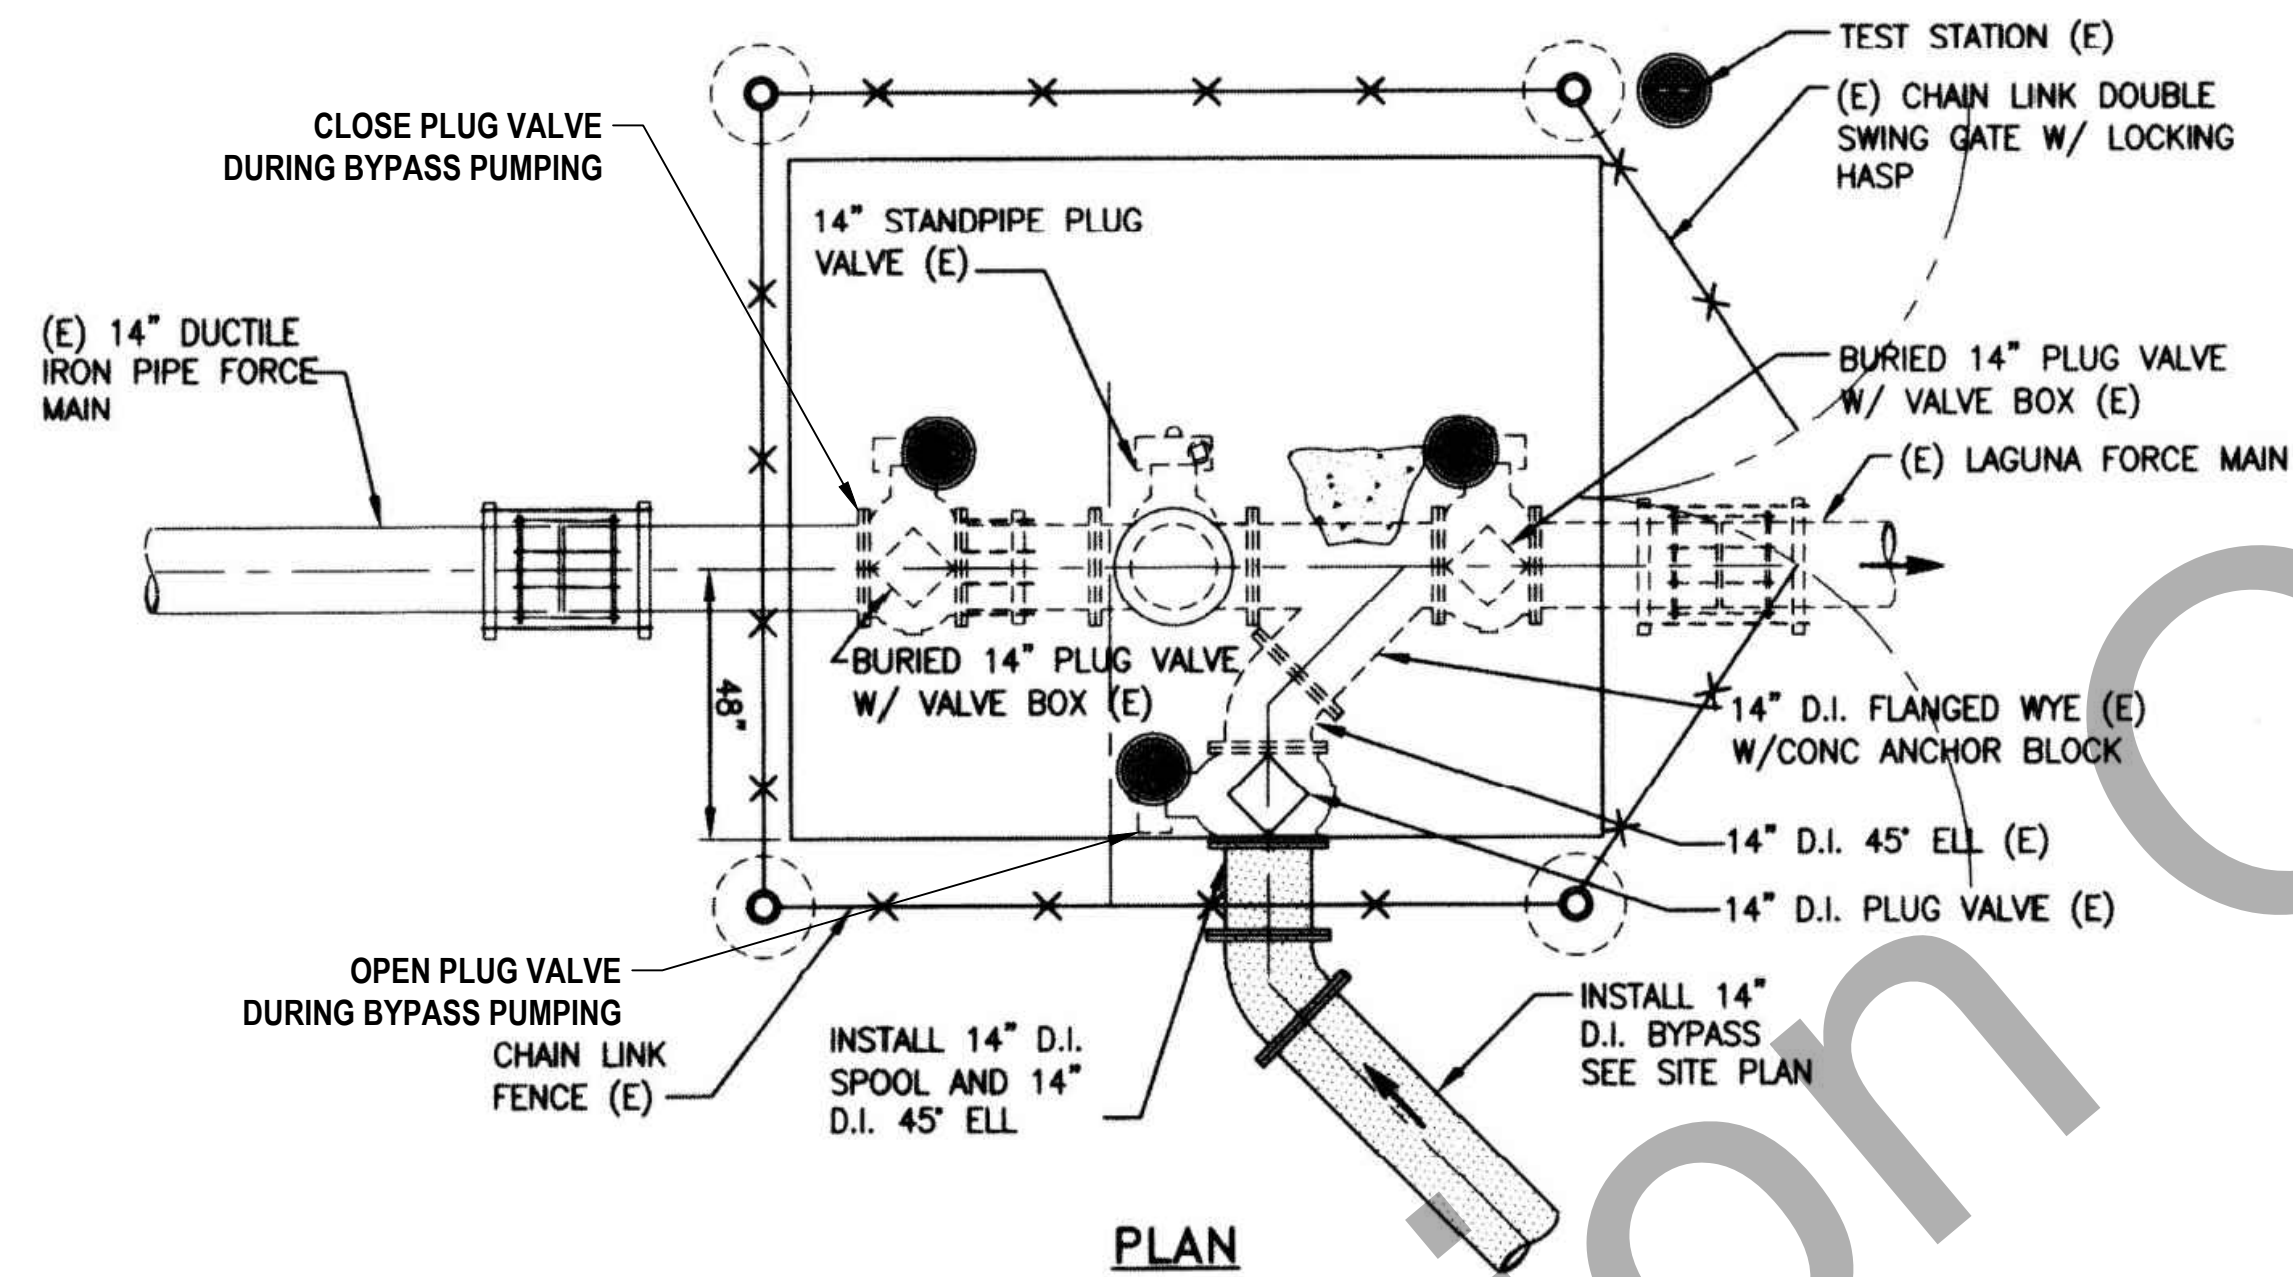 TEST STATION (E)
(E) CHAIN LINK DOUBLE
SWING GATE W/ LOCKING
HASP
CLOSE PLUG VALVE
DURING BYPASS PUMPING
14" STANDPIPE PLUG
VALVE (E)
(E) 14" DUCTILE
IRON PIPE FORCE
MAIN
BURIED 14" PLUG VALVE
W/ VALVE BOX (E)
(E) LAGUNA FORCE MAIN
BURIED 14" PLUG VALVE
W/ VALVE BOX (E)
48"
14" D.I. FLANGED WYE (E)
W/CONC ANCHOR BLOCK
14" D.I. 45° ELL (E)
14" D.I. PLUG VALVE (E)
OPEN PLUG VALVE
DURING BYPASS PUMPING
CHAIN LINK
FENCE (E)
INSTALL 14" D.I.
SPOOL AND 14"
D.I. 45° ELL
INSTALL 14"
D.I. BYPASS
SEE SITE PLAN
PLAN